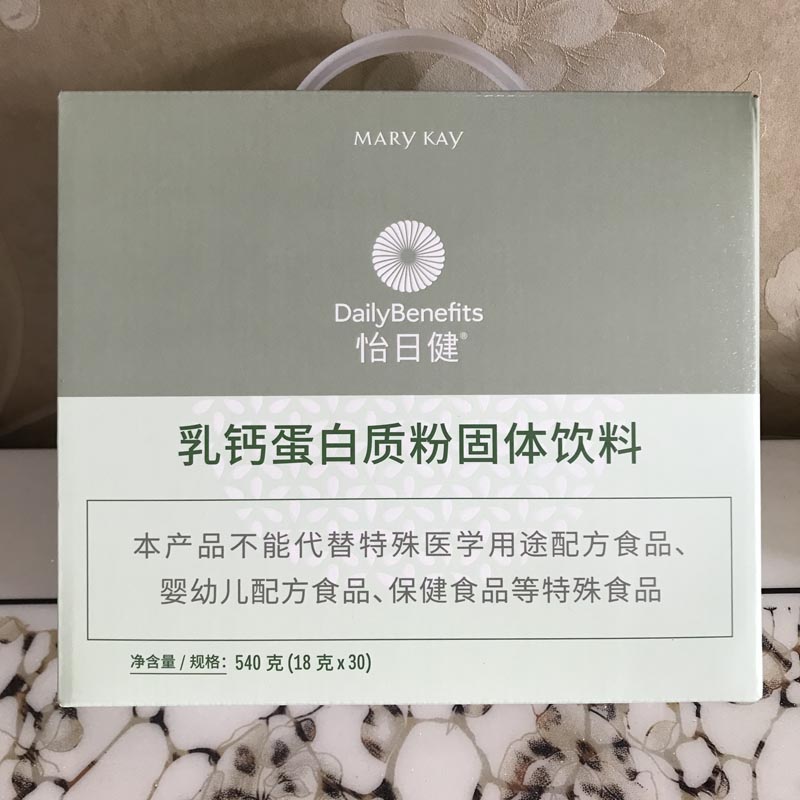 MARY KAY
DailyBenefits
怡日健®
乳钙蛋白质粉固体饮料
本产品不能代替特殊医学用途配方食品、
婴幼儿配方食品、保健食品等特殊食品
净含量 / 规格：540 克 (18 克 x 30)